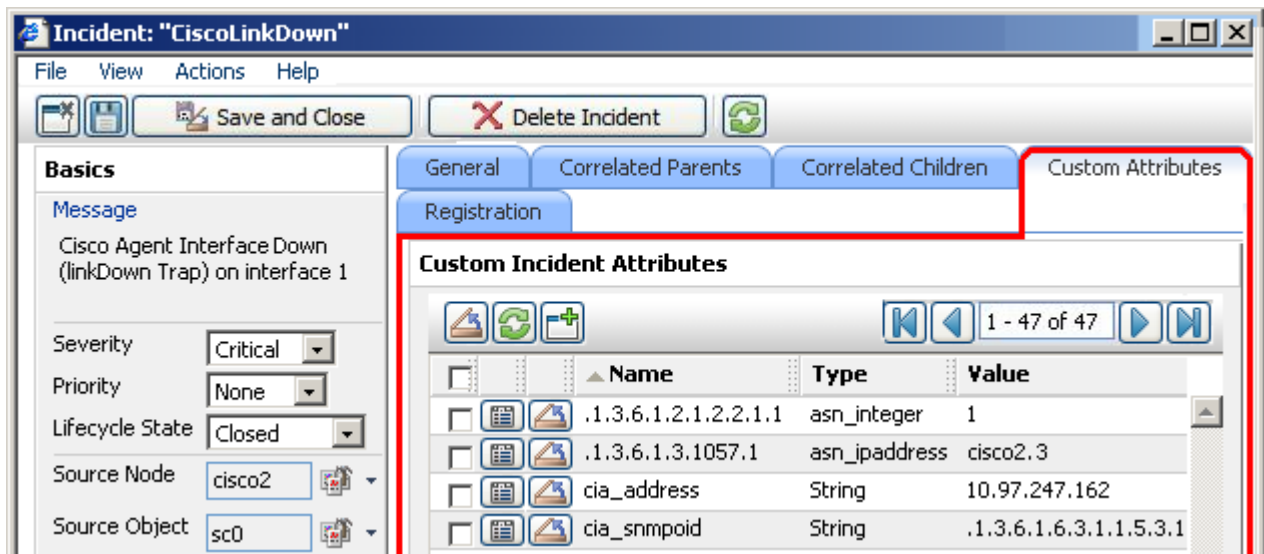 Incident: "CiscoLinkDown"
File View Actions Help
Save and Close Delete Incident
Basics
Message
Cisco Agent Interface Down
(linkDown Trap) on interface 1
Severity Critical
Priority None
Lifecycle State Closed
Source Node cisco2
Source Object sc0
General Correlated Parents Correlated Children Custom Attributes
Registration
Custom Incident Attributes
1 - 47 of 47
Name Type Value
.1.3.6.1.2.1.2.2.1.1 asn_integer 1
.1.3.6.1.3.1057.1 asn_ipaddress cisco2.3
cia_address String 10.97.247.162
cia_snmpoid String .1.3.6.1.6.3.1.1.5.3.1